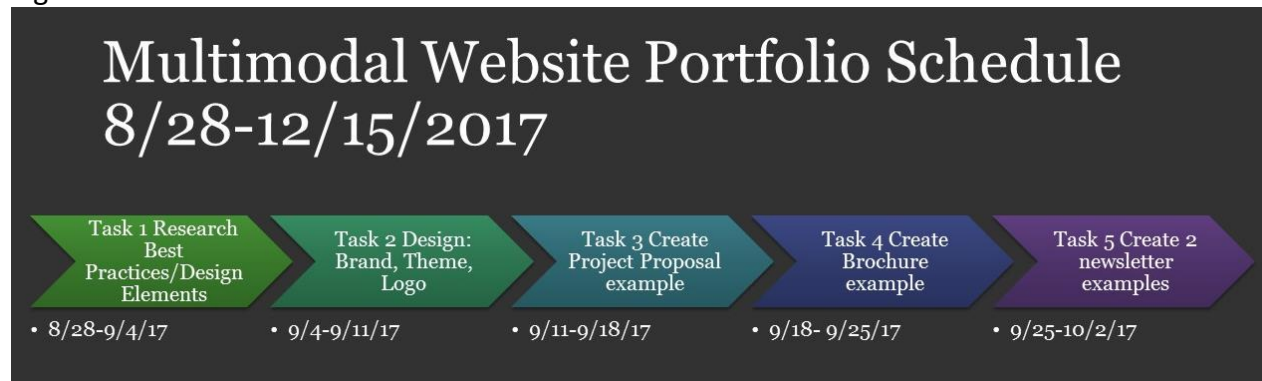 Multimodal Website Portfolio Schedule
8/28-12/15/2017
Task 1 Research
Best
Practices/Design
Elements
Task 2 Design:
Brand, Theme,
Logo
Task 3 Create
Project Proposal
example
Task 4 Create
Brochure
example
Task 5 Create 2
newsletter
examples
• 8/28-9/4/17
• 9/4-9/11/17
• 9/11-9/18/17
• 9/18- 9/25/17
• 9/25-10/2/17